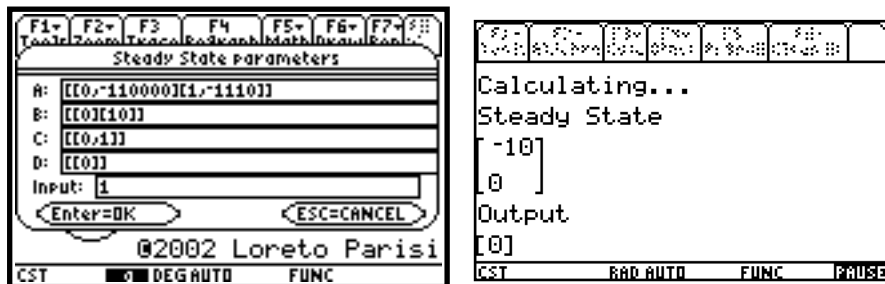 F1 F2 F3 F4 F5 F6 F7
Steady State parameters
A: [[0,-110000][1,-1110]]
B: [[0][10]]
C: [[0,1]]
D: [[0]]
Input: 1
Enter=OK ESC=CANCEL
@2002 Loreto Parisi
CST DEG AUTO FUNC
Calculating...
Steady State
[-10]
[0]
Output
[0]
CST RAD AUTO FUNC PAUSE